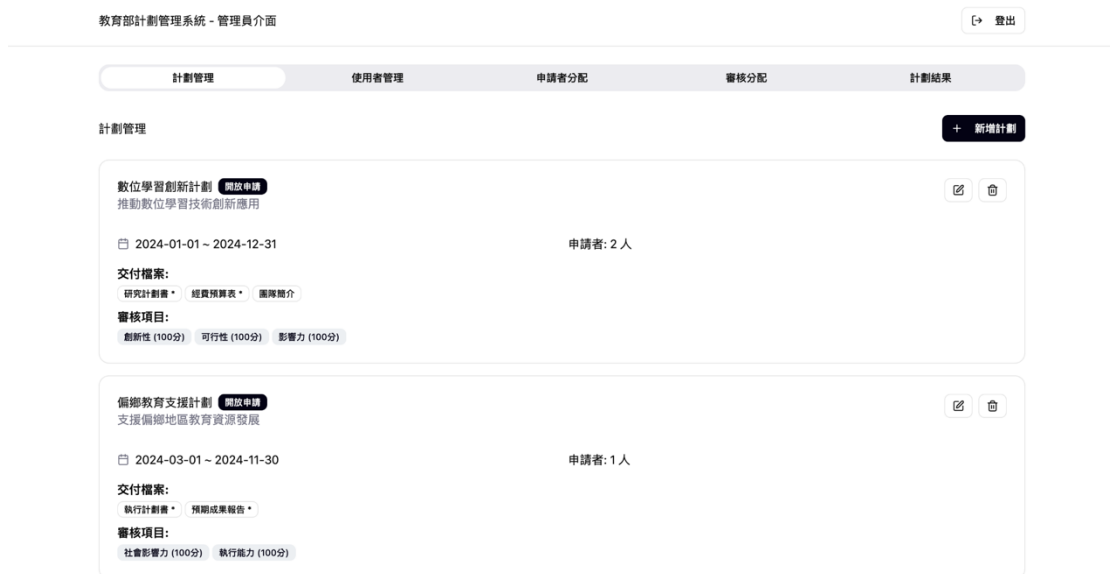 教育部計劃管理系統 - 管理員介面
登出
計劃管理 使用者管理 申請者分配 審核分配 計劃結果
計劃管理
+ 新增計劃
數位學習創新計劃 開放申請
推動數位學習技術創新應用
2024-01-01 ~ 2024-12-31 申請者: 2 人
交付檔案:
研究計劃書 * 經費預算表 * 團隊簡介
審核項目:
創新性 (100分) 可行性 (100分) 影響力 (100分)
偏鄉教育支援計劃 開放申請
支援偏鄉地區教育資源發展
2024-03-01 ~ 2024-11-30 申請者: 1 人
交付檔案:
執行計劃書 * 預期成果報告 *
審核項目:
社會影響力 (100分) 執行能力 (100分)